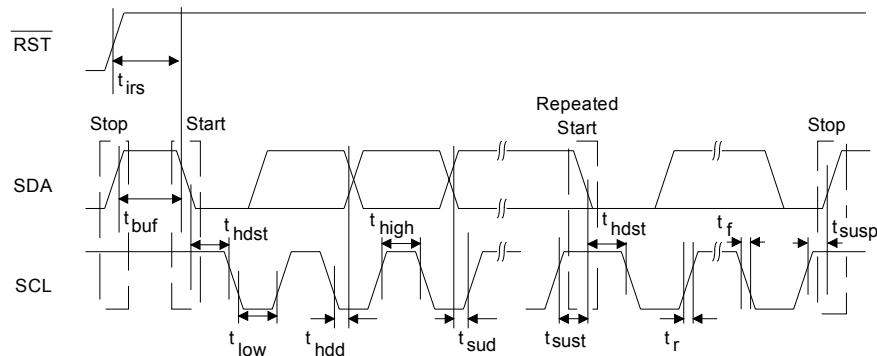 RST
t irs
Repeated
Stop Start Start Stop
SDA
t buf t hdst t high t hdst t f t susp
SCL
t low t hdd t sud t sust t r